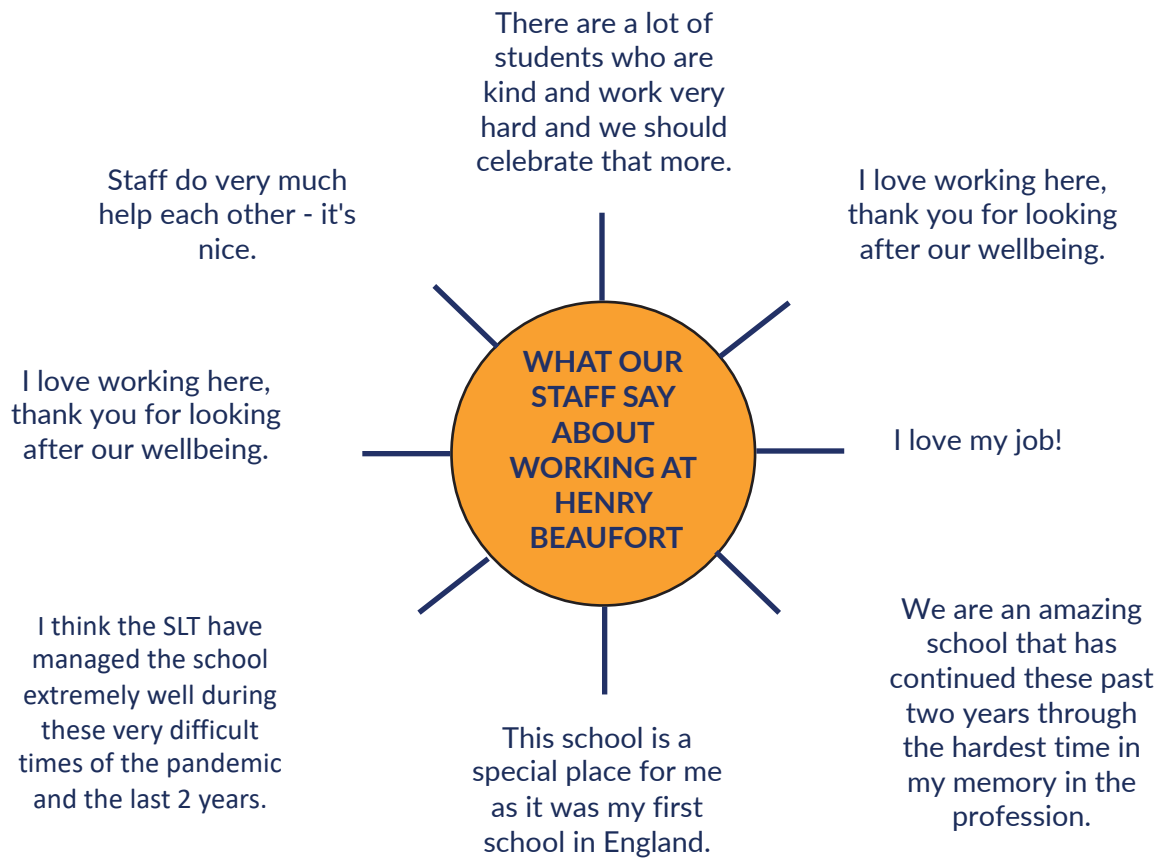 There are a lot of
students who are
kind and work very
hard and we should
celebrate that more.
Staff do very much
help each other - it's
nice.
I love working here,
thank you for looking
after our wellbeing.
I love working here,
thank you for looking
after our wellbeing.
WHAT OUR
STAFF SAY
ABOUT
WORKING AT
HENRY
BEAUFORT
I love my job!
I think the SLT have
managed the school
extremely well during
these very difficult
times of the pandemic
and the last 2 years.
This school is a
special place for me
as it was my first
school in England.
We are an amazing
school that has
continued these past
two years through
the hardest time in
my memory in the
profession.